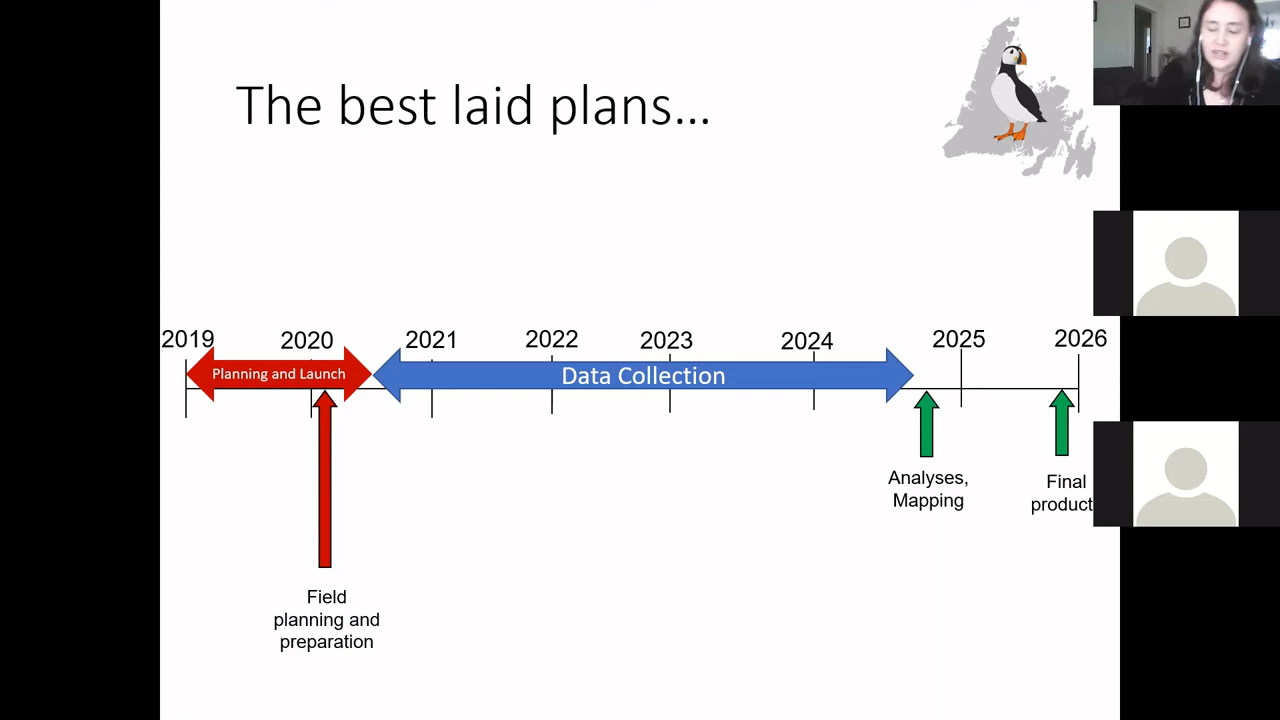 The best laid plans...
2019 2020 2021 2022 2023 2024 2025 2026
Planning and Launch
Data Collection
Analyses,
Mapping
Final
product
Field
planning and
preparation